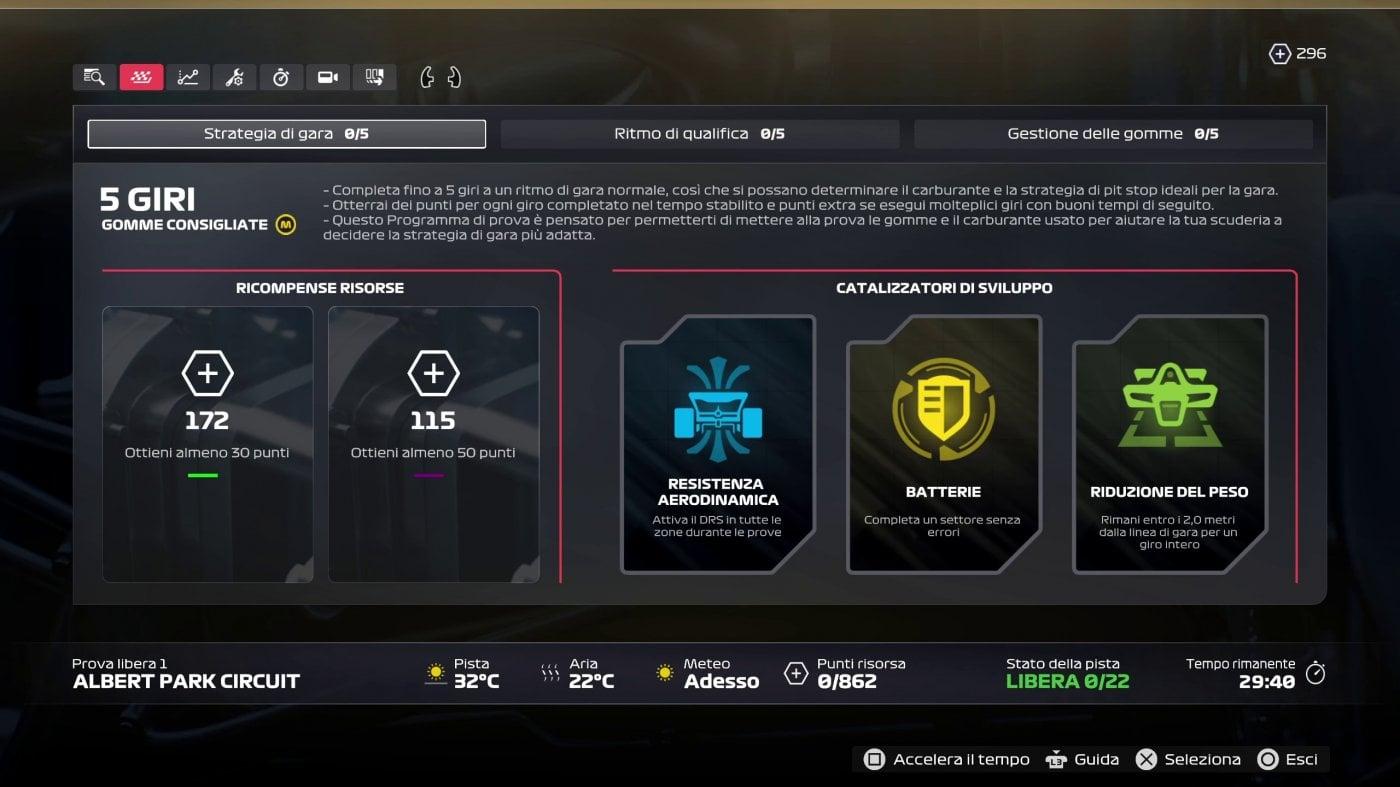 296
Strategia di gara 0/5
Ritmo di qualifica 0/5
Gestione delle gomme 0/5
5 GIRI
GOMME CONSIGLIATE M
- Completa fino a 5 giri a un ritmo di gara normale, così che si possano determinare il carburante e la strategia di pit stop ideali per la gara.
- Otterrai dei punti per ogni giro completato nel tempo stabilito e punti extra se esegui molteplici giri con buoni tempi di seguito.
- Questo Programma di prova è pensato per permetterti di mettere alla prova le gomme e il carburante usato per aiutare la tua scuderia a
decidere la strategia di gara più adatta.
RICOMPENSE RISORSE
172
Ottieni almeno 30 punti
115
Ottieni almeno 50 punti
CATALIZZATORI DI SVILUPPO
RESISTENZA
AERODINAMICA
Attiva il DRS in tutte le
zone durante le prove
BATTERIE
Completa un settore senza
errori
RIDUZIONE DEL PESO
Rimani entro i 2,0 metri
dalla linea di gara per un
giro intero
Prova libera 1
ALBERT PARK CIRCUIT
Pista
32°C
Aria
22°C
Meteo
Adesso
Punti risorsa
0/862
Stato della pista
LIBERA 0/22
Tempo rimanente
29:40
Accelera il tempo
L3 Guida
Seleziona
Esci